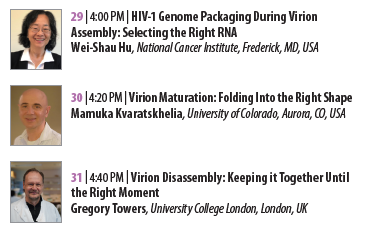 29 | 4:00 PM | HIV-1 Genome Packaging During Virion
Assembly: Selecting the Right RNA
Wei-Shau Hu, National Cancer Institute, Frederick, MD, USA
30 | 4:20 PM | Virion Maturation: Folding Into the Right Shape
Mamuka Kvaratskhelia, University of Colorado, Aurora, CO, USA
31 | 4:40 PM | Virion Disassembly: Keeping it Together Until
the Right Moment
Gregory Towers, University College London, London, UK